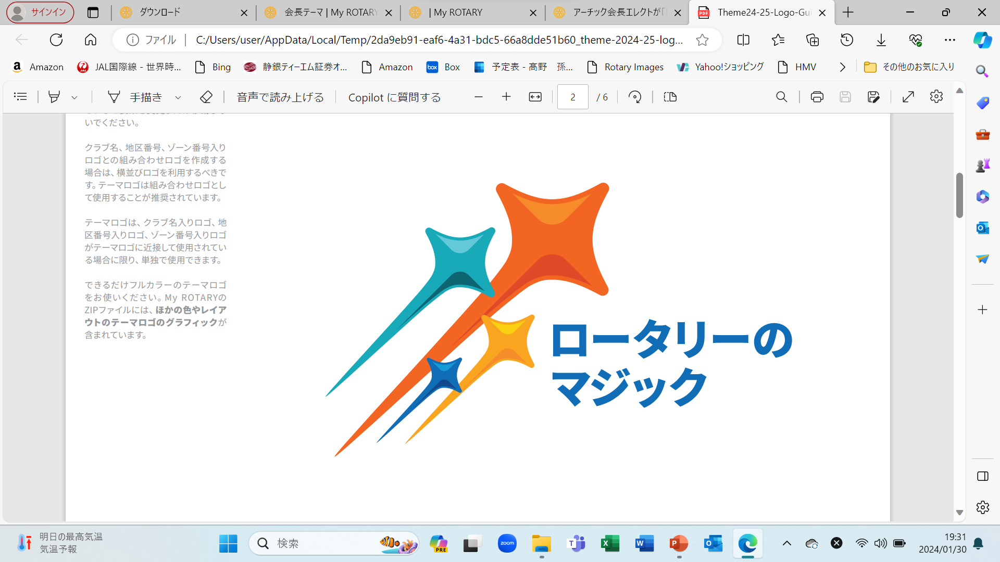 サインイン
ダウンロード
会長テーマ | My ROTARY
| My ROTARY
アーチック会長エレクトが「
Theme24-25-Logo-Gui
ファイル
C:/Users/user/AppData/Local/Temp/2da9eb91-eaf6-4a31-bdc5-66a8dde51b60_theme-2024-25-log...
Amazon
JAL国際線 - 世界時...
Bing
静銀ティーエム証券オ...
Amazon
box
Box
予定表 - 髙野　孫...
Rotary Images
Yahoo!ショッピング
HMV
その他のお気に入り
手描き
音声で読み上げる
Copilot に質問する
2
/ 6
いでください。
クラブ名、地区番号、ゾーン番号入り
ロゴとの組み合わせロゴを作成する
場合は、横並びロゴを利用するべきで
す。テーマロゴは組み合わせロゴとし
て使用することが推奨されています。
テーマロゴは、クラブ名入りロゴ、地
区番号入りロゴ、ゾーン番号入りロゴ
がテーマロゴに近接して使用されてい
る場合に限り、単独で使用できます。
できるだけフルカラーのテーマロゴ
をお使いください。My ROTARYの
ZIPファイルには、ほかの色やレイア
ウトのテーマロゴのグラフィックが
含まれています。
ロータリーの
マジック
明日の最高気温
気温予報
検索
PRE
zoom
19:31
2024/01/30